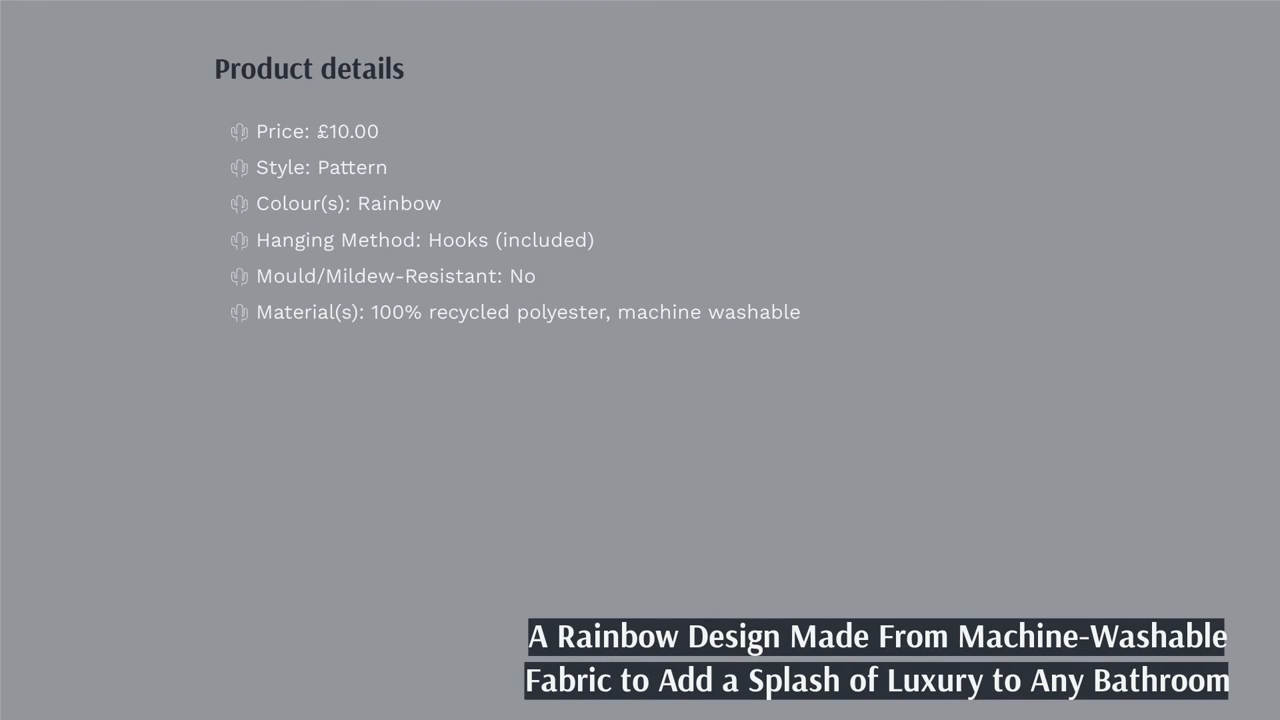 Product details
Price: £10.00
Style: Pattern
Colour(s): Rainbow
Hanging Method: Hooks (included)
Mould/Mildew-Resistant: No
Material(s): 100% recycled polyester, machine washable
A Rainbow Design Made From Machine-Washable
Fabric to Add a Splash of Luxury to Any Bathroom